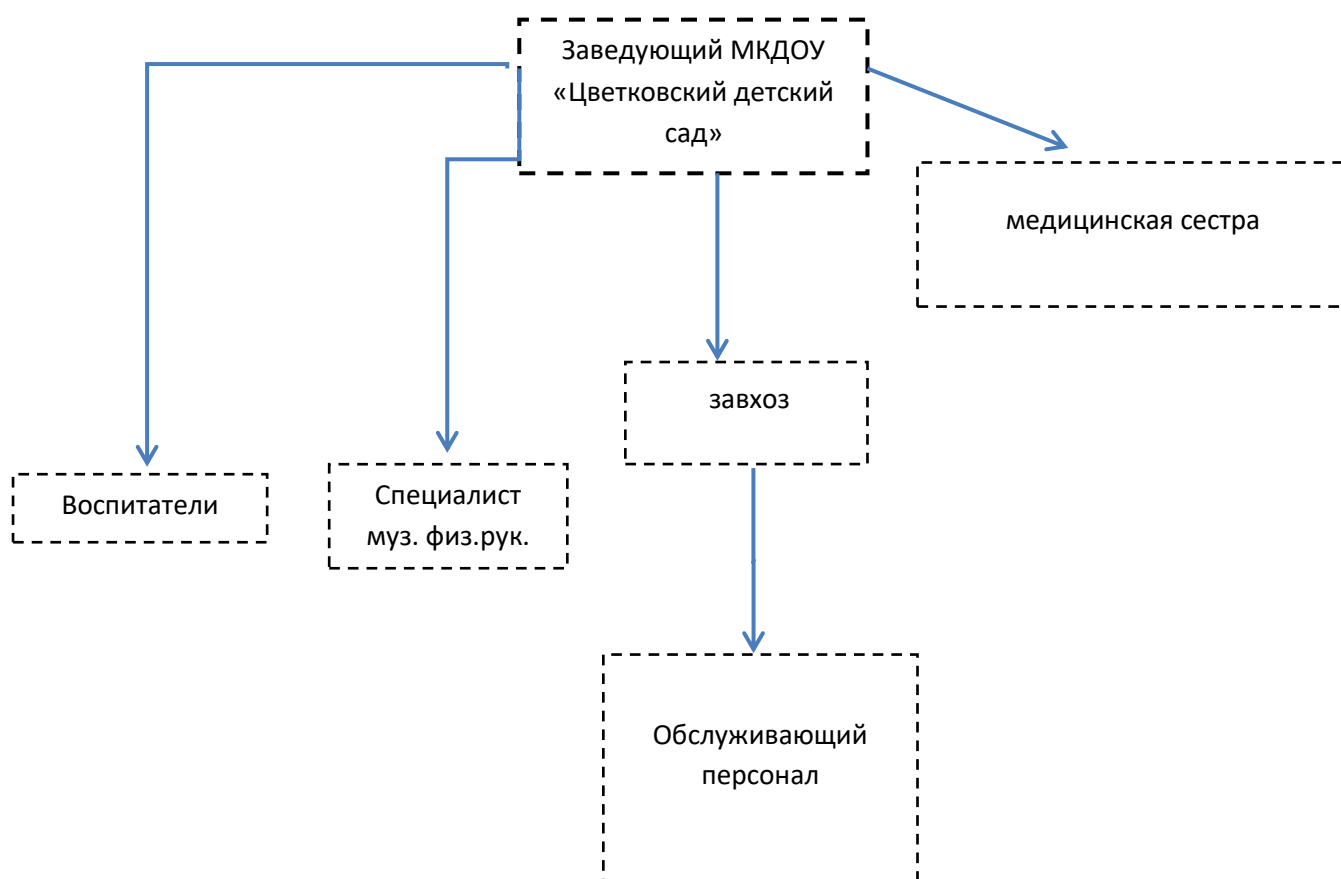 Заведующий МКДОУ
«Цветковский детский
сад»
медицинская сестра
завхоз
Воспитатели
Специалист
муз. физ.рук.
Обслуживающий
персонал